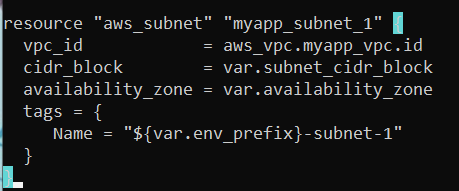 resource "aws_subnet" "myapp_subnet_1" {
  vpc_id            = aws_vpc.myapp_vpc.id
  cidr_block        = var.subnet_cidr_block
  availability_zone = var.availability_zone
  tags = {
     Name = "${var.env_prefix}-subnet-1"
  }
}